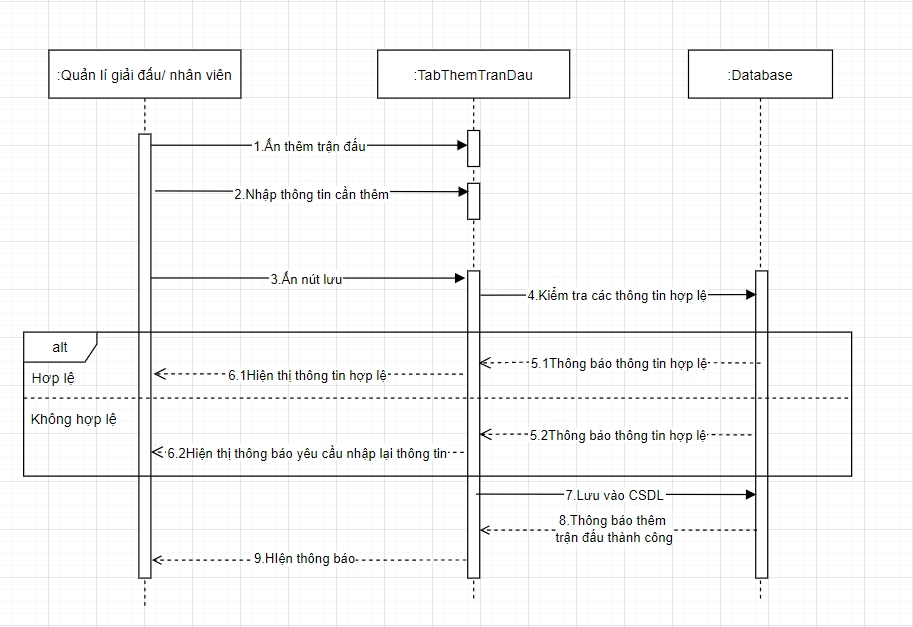 :Quản lí giải đấu/ nhân viên
:TabThemTranDau
:Database
1.Ấn thêm trận đấu
2.Nhập thông tin cần thêm
3.Ấn nút lưu
4.Kiểm tra các thông tin hợp lệ
alt
Hơp lệ
5.1Thông báo thông tin hợp lệ
6.1Hiện thị thông tin hợp lệ
Không hợp lệ
5.2Thông báo thông tin hợp lệ
6.2Hiện thị thông báo yêu cầu nhập lại thông tin
7.Lưu vào CSDL
8.Thông báo thêm
trận đấu thành công
9.HIện thông báo